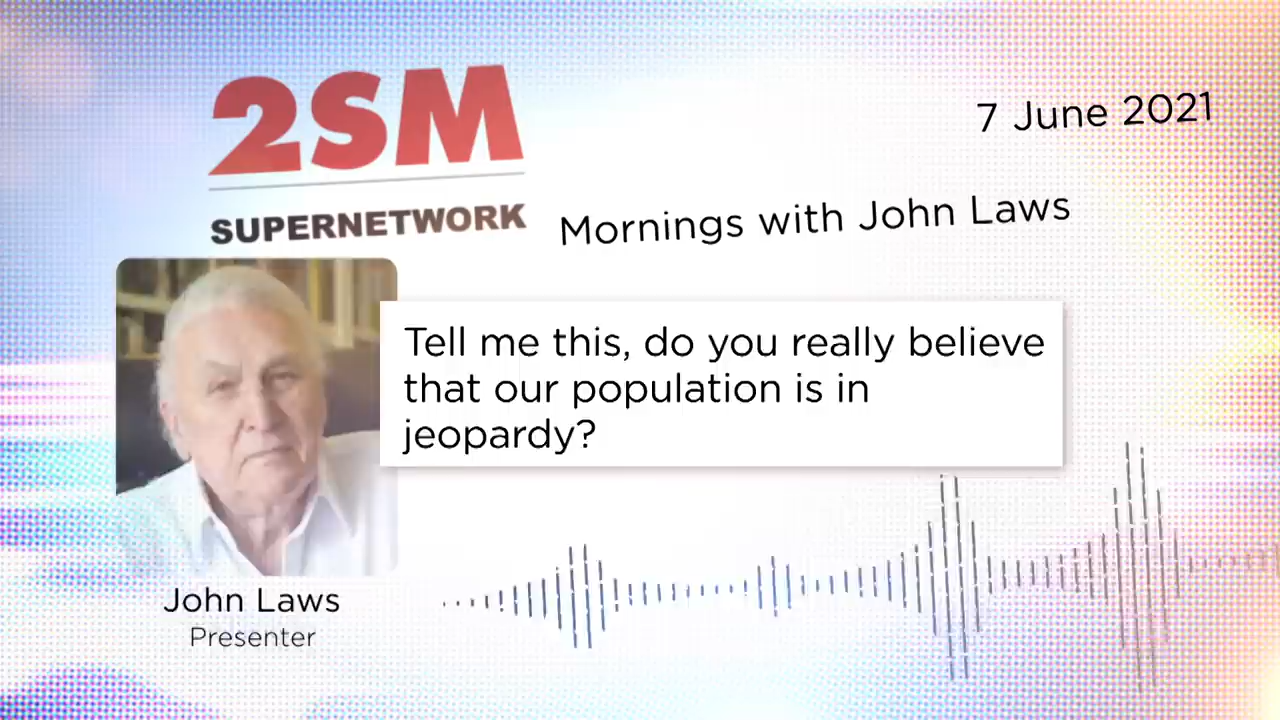 2SM
SUPERNETWORK
7 June 2021
Mornings with John Laws
Tell me this, do you really believe
that our population is in
jeopardy?
John Laws
Presenter